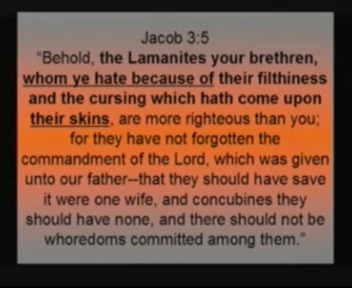 Jacob 3:5
“Behold, the Lamanites your brethren,
whom ye hate because of their filthiness
and the cursing which hath come upon
their skins, are more righteous than you;
for they have not forgotten the
commandment of the Lord, which was given
unto our father--that they should have save
it were one wife, and concubines they
should have none, and there should not be
whoredoms committed among them.”